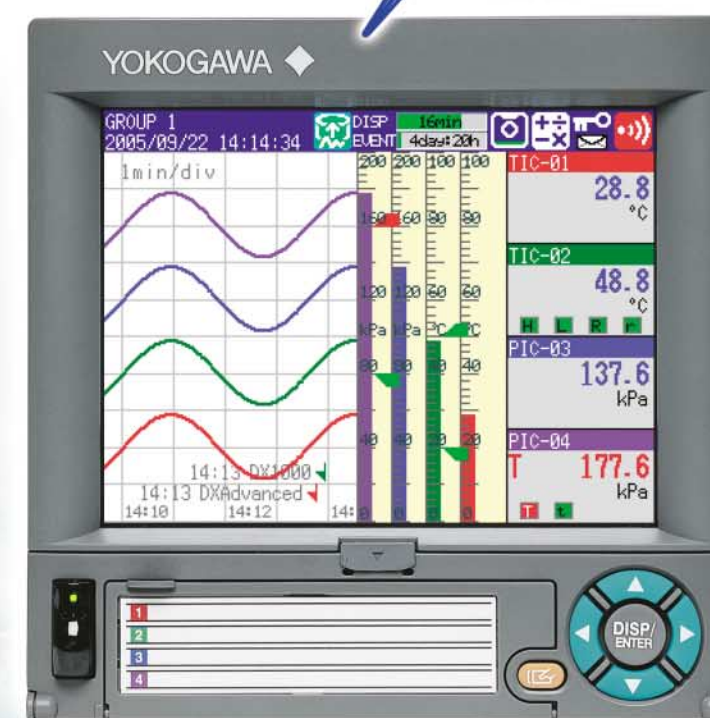 YOKOGAWA
GROUP 1
2005/09/22 14:14:34
DISP 16min
EVENT 4day:20h
1min/div
200 200 100 100
160 160 80 80
120 120 60 60
kPa kPa °C °C
80 80 40 40
40 40 20 20
0 0 0 0
14:13 DX1000
14:13 DXAdvanced
14:10 14:12 14:
TIC-01
28.8
°C
TIC-02
48.8
°C
H L R r
PIC-03
137.6
kPa
PIC-04
T 177.6
kPa
T t
1
2
3
4
DISP/
ENTER